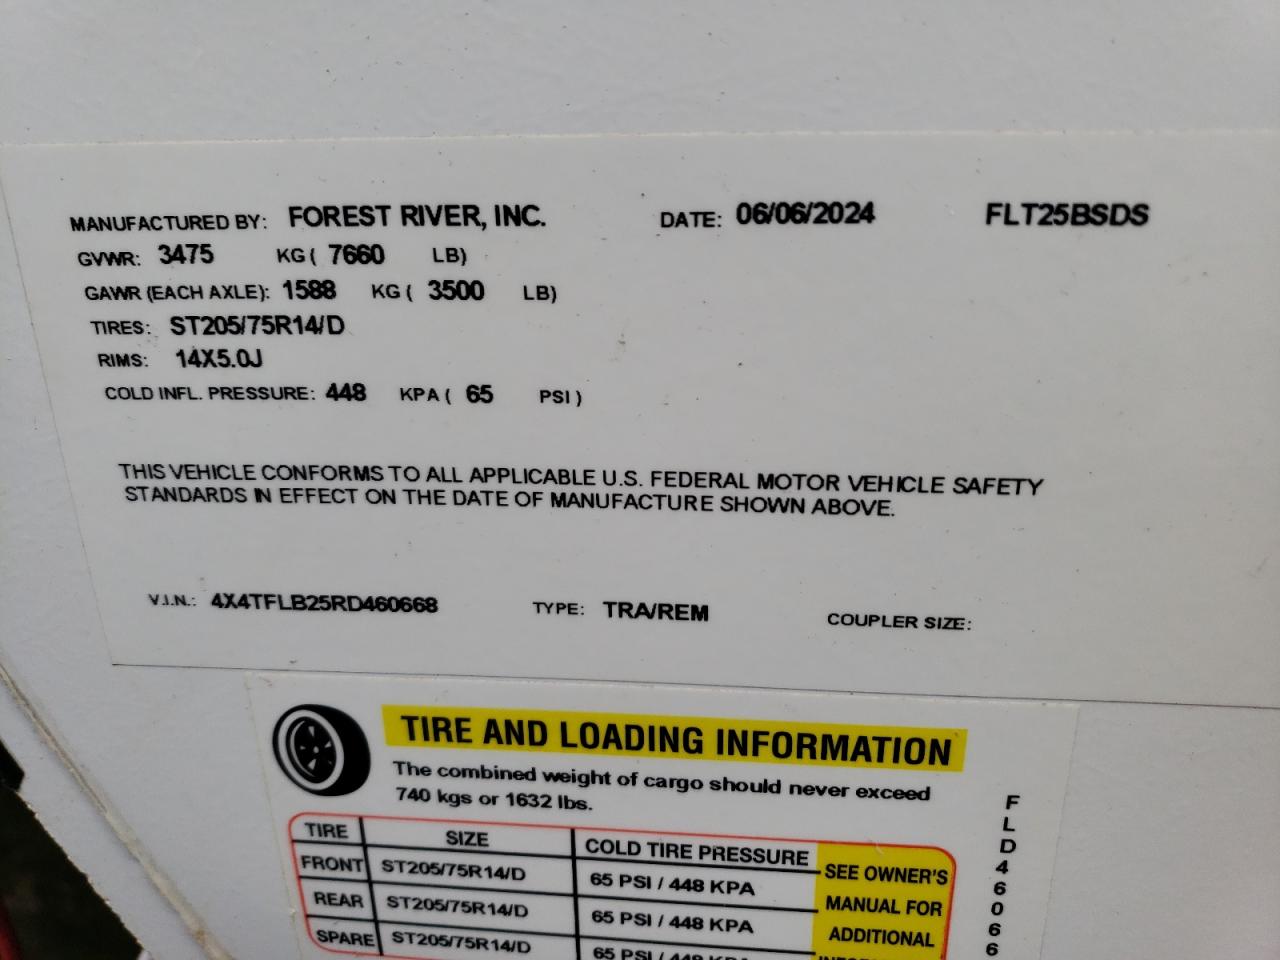 MANUFACTURED BY: FOREST RIVER, INC. DATE: 06/06/2024 FLT25BSDS
GVWR: 3475 KG ( 7660 LB)
GAWR (EACH AXLE): 1588 KG ( 3500 LB)
TIRES: ST205/75R14/D
RIMS: 14X5.0J
COLD INFL. PRESSURE: 448 KPA ( 65 PSI )
THIS VEHICLE CONFORMS TO ALL APPLICABLE U.S. FEDERAL MOTOR VEHICLE SAFETY
STANDARDS IN EFFECT ON THE DATE OF MANUFACTURE SHOWN ABOVE.
V.I.N.: 4X4TFLB25RD460668 TYPE: TRA/REM COUPLER SIZE:
TIRE AND LOADING INFORMATION
The combined weight of cargo should never exceed
740 kgs or 1632 lbs.
TIRE SIZE COLD TIRE PRESSURE
FRONT ST205/75R14/D 65 PSI / 448 KPA
REAR ST205/75R14/D 65 PSI / 448 KPA
SPARE ST205/75R14/D 65 PSI / 448 KPA
SEE OWNER'S
MANUAL FOR
ADDITIONAL
FLD46066